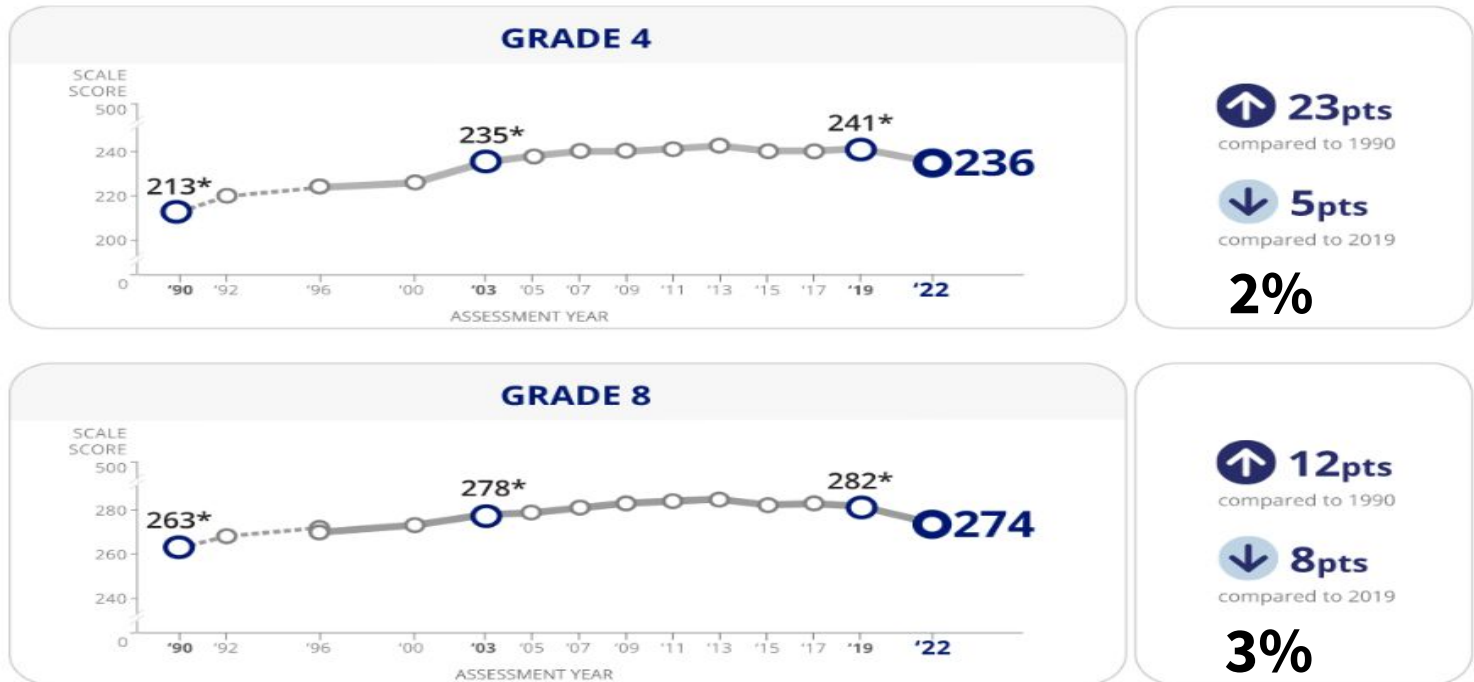 GRADE 4
SCALE
SCORE
500
240
220
200
0
213*
235*
241*
236
'90 '92 '96 '00 '03 '05 '07 '09 '11 '13 '15 '17 '19 '22
ASSESSMENT YEAR
23pts
compared to 1990
5pts
compared to 2019
2%
GRADE 8
SCALE
SCORE
500
280
260
240
0
263*
278*
282*
274
'90 '92 '96 '00 '03 '05 '07 '09 '11 '13 '15 '17 '19 '22
ASSESSMENT YEAR
12pts
compared to 1990
8pts
compared to 2019
3%